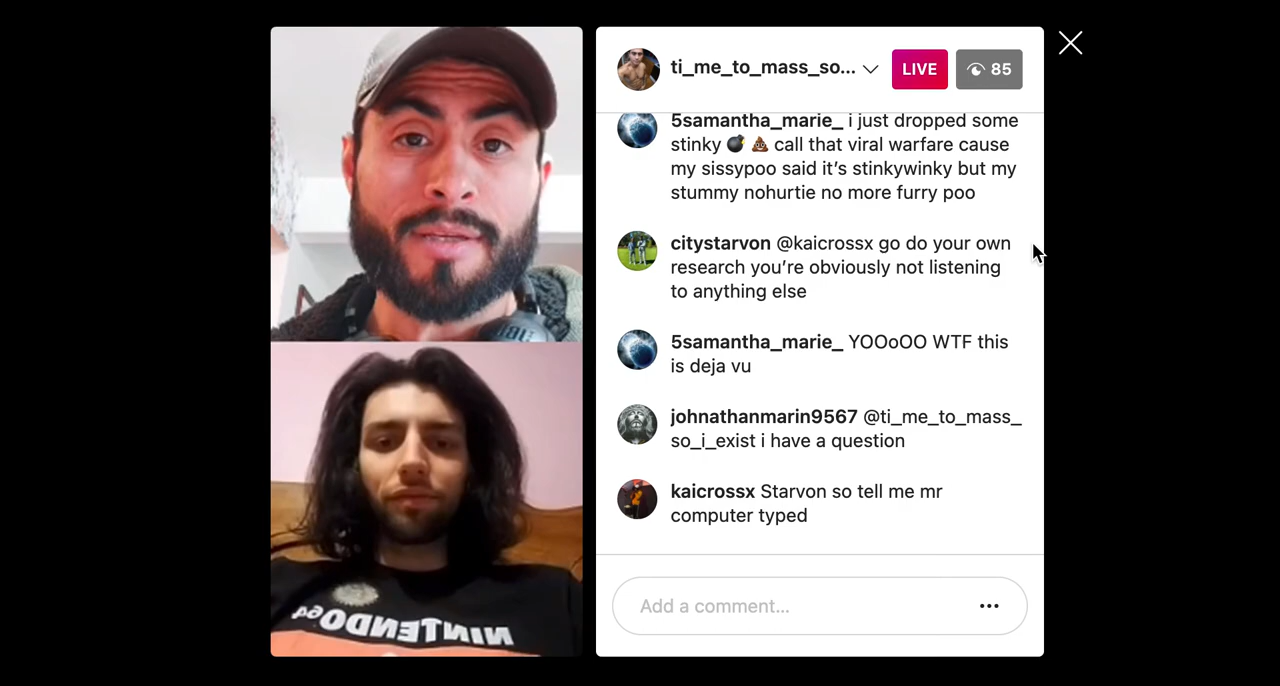 ti_me_to_mass_so...
LIVE
85
5samantha_marie_ i just dropped some
stinky 💣 💩 call that viral warfare cause
my sissypoo said it’s stinkywinky but my
stummy nohurtie no more furry poo
citystarvon @kaicrossx go do your own
research you’re obviously not listening
to anything else
5samantha_marie_ YOOoOO WTF this
is deja vu
johnathanmarin9567 @ti_me_to_mass_
so_i_exist i have a question
kaicrossx Starvon so tell me mr
computer typed
Add a comment...
JBL
NINTENDO64